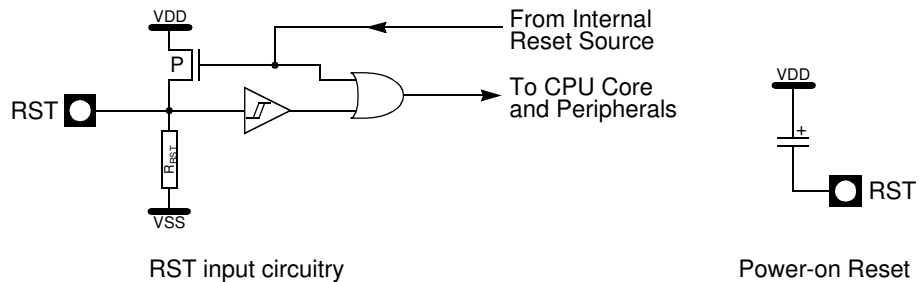 VDD
From Internal
Reset Source
P
To CPU Core
and Peripherals
RST
RRST
VSS
RST input circuitry
VDD
+
RST
Power-on Reset